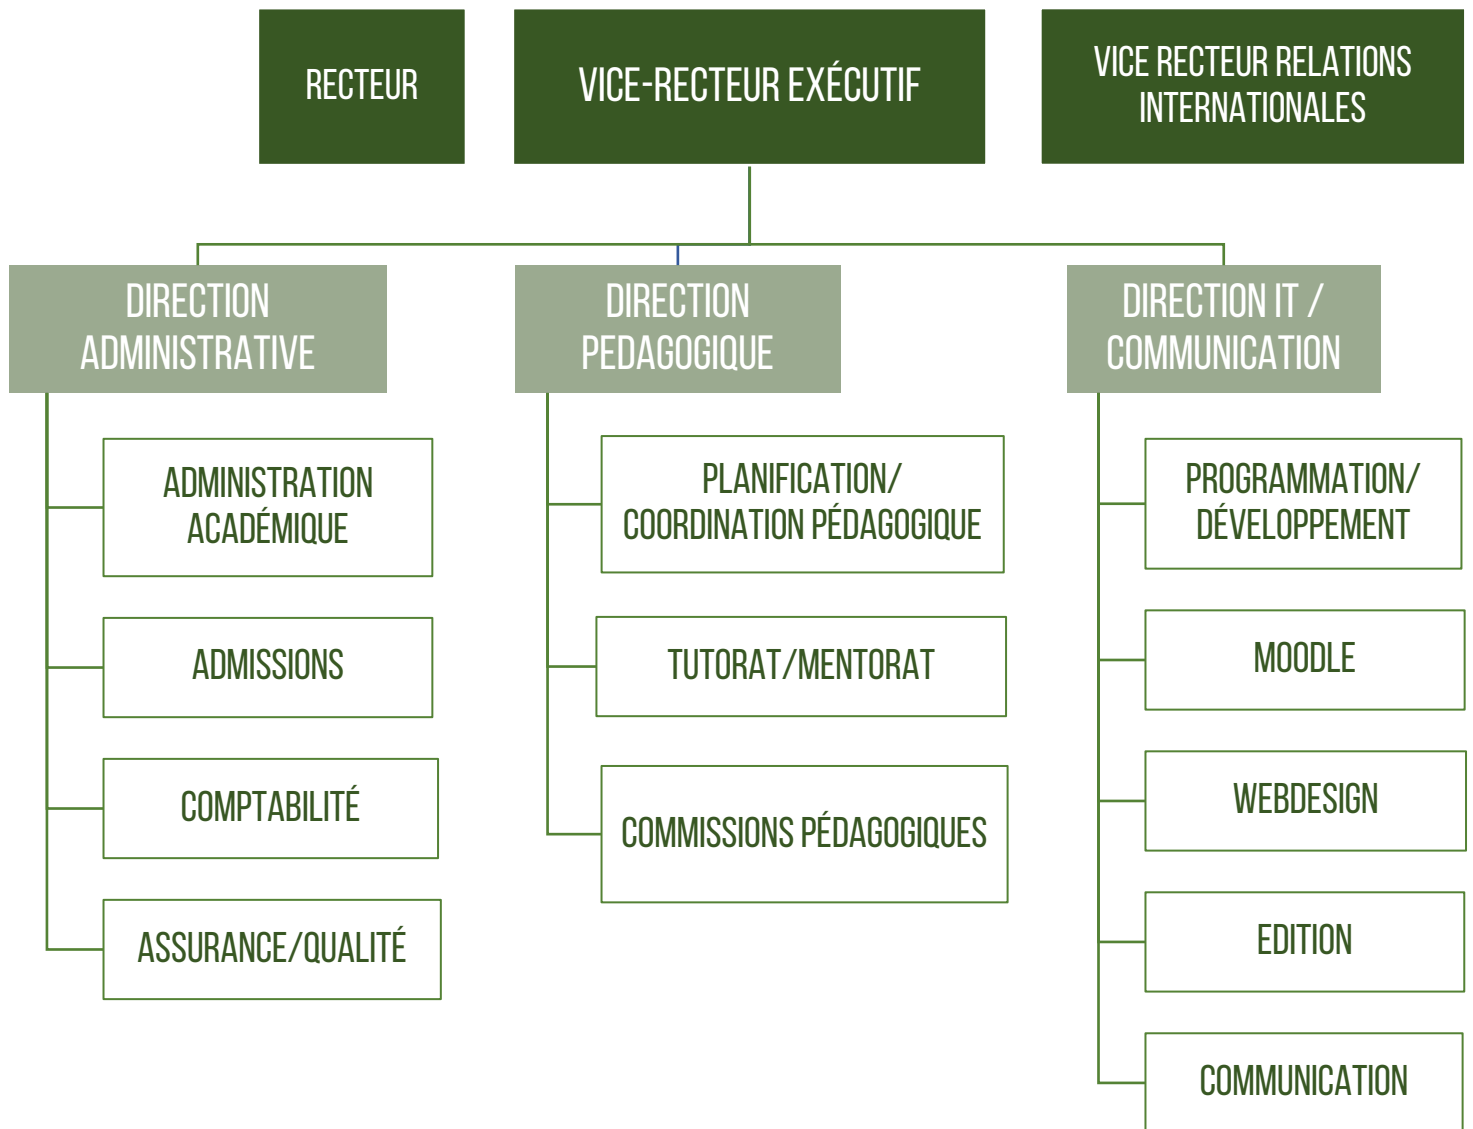 RECTEUR
VICE-RECTEUR EXÉCUTIF
VICE RECTEUR RELATIONS
INTERNATIONALES
DIRECTION
ADMINISTRATIVE
DIRECTION
PEDAGOGIQUE
DIRECTION IT /
COMMUNICATION
ADMINISTRATION
ACADÉMIQUE
ADMISSIONS
COMPTABILITÉ
ASSURANCE/QUALITÉ
PLANIFICATION/
COORDINATION PÉDAGOGIQUE
TUTORAT/MENTORAT
COMMISSIONS PÉDAGOGIQUES
PROGRAMMATION/
DÉVELOPPEMENT
MOODLE
WEBDESIGN
EDITION
COMMUNICATION